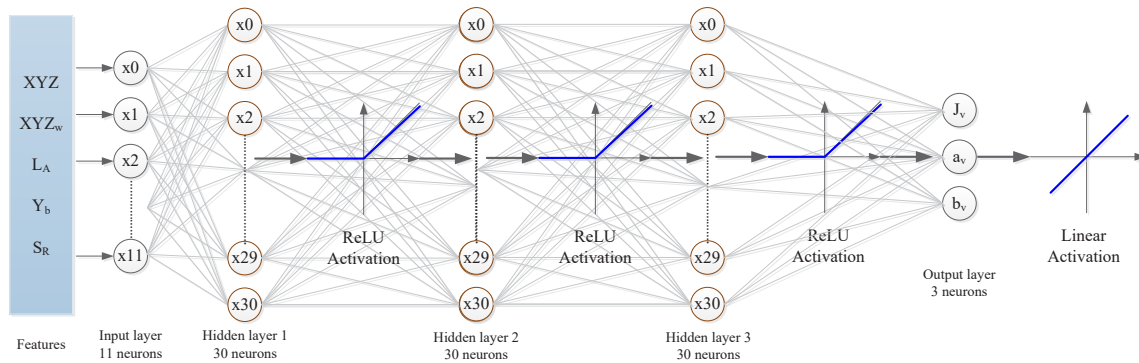 XYZ
XYZw
LA
Yb
SR
Features
x0
x1
x2
x11
Input layer
11 neurons
x0
x1
x2
x29
x30
Hidden layer 1
30 neurons
ReLU
Activation
x0
x1
x2
x29
x30
Hidden layer 2
30 neurons
ReLU
Activation
x0
x1
x2
x29
x30
Hidden layer 3
30 neurons
ReLU
Activation
Jv
av
bv
Output layer
3 neurons
Linear
Activation